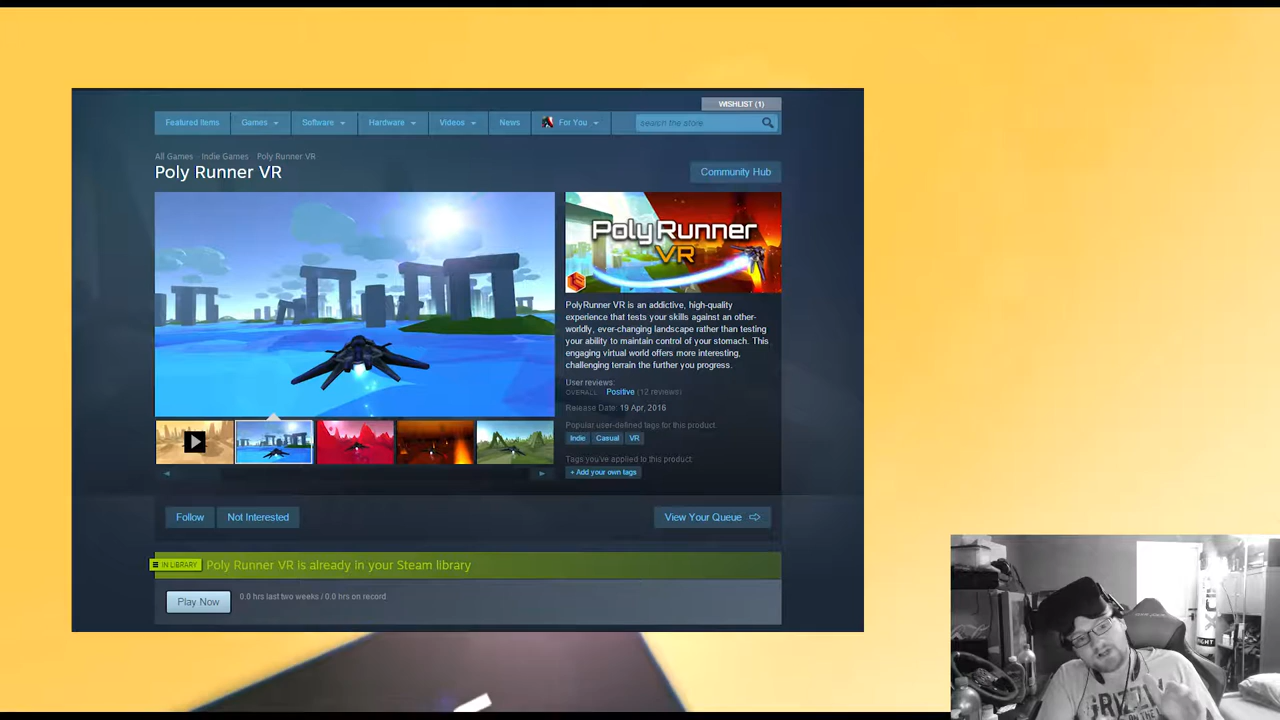 WISHLIST (1)
Featured Items Games Software Hardware Videos News For You search the store
All Games Indie Games Poly Runner VR
Poly Runner VR
Community Hub
PolyRunner
VR
PolyRunner VR is an addictive, high-quality
experience that tests your skills against an other-
worldly, ever-changing landscape rather than testing
your ability to maintain control of your stomach. This
engaging virtual world offers more interesting,
challenging terrain the further you progress.
User reviews:
OVERALL: Positive (12 reviews)
Release Date: 19 Apr, 2016
Popular user-defined tags for this product:
Indie Casual VR
Tags you've applied to this product:
+ Add your own tags
Follow Not Interested View Your Queue
IN LIBRARY Poly Runner VR is already in your Steam library
Play Now 0.0 hrs last two weeks / 0.0 hrs on record
GRIZZLY
IN THE